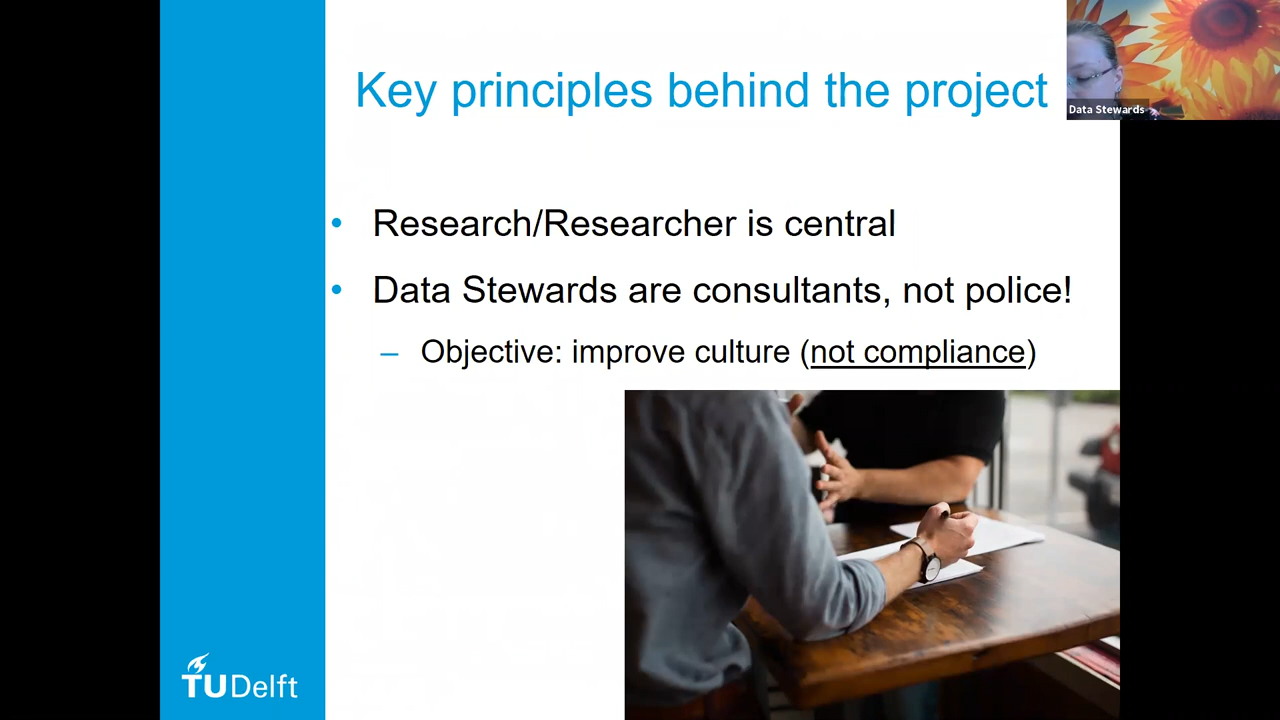 Key principles behind the project
Data Stewards
• Research/Researcher is central
• Data Stewards are consultants, not police!
– Objective: improve culture (not compliance)
TU Delft